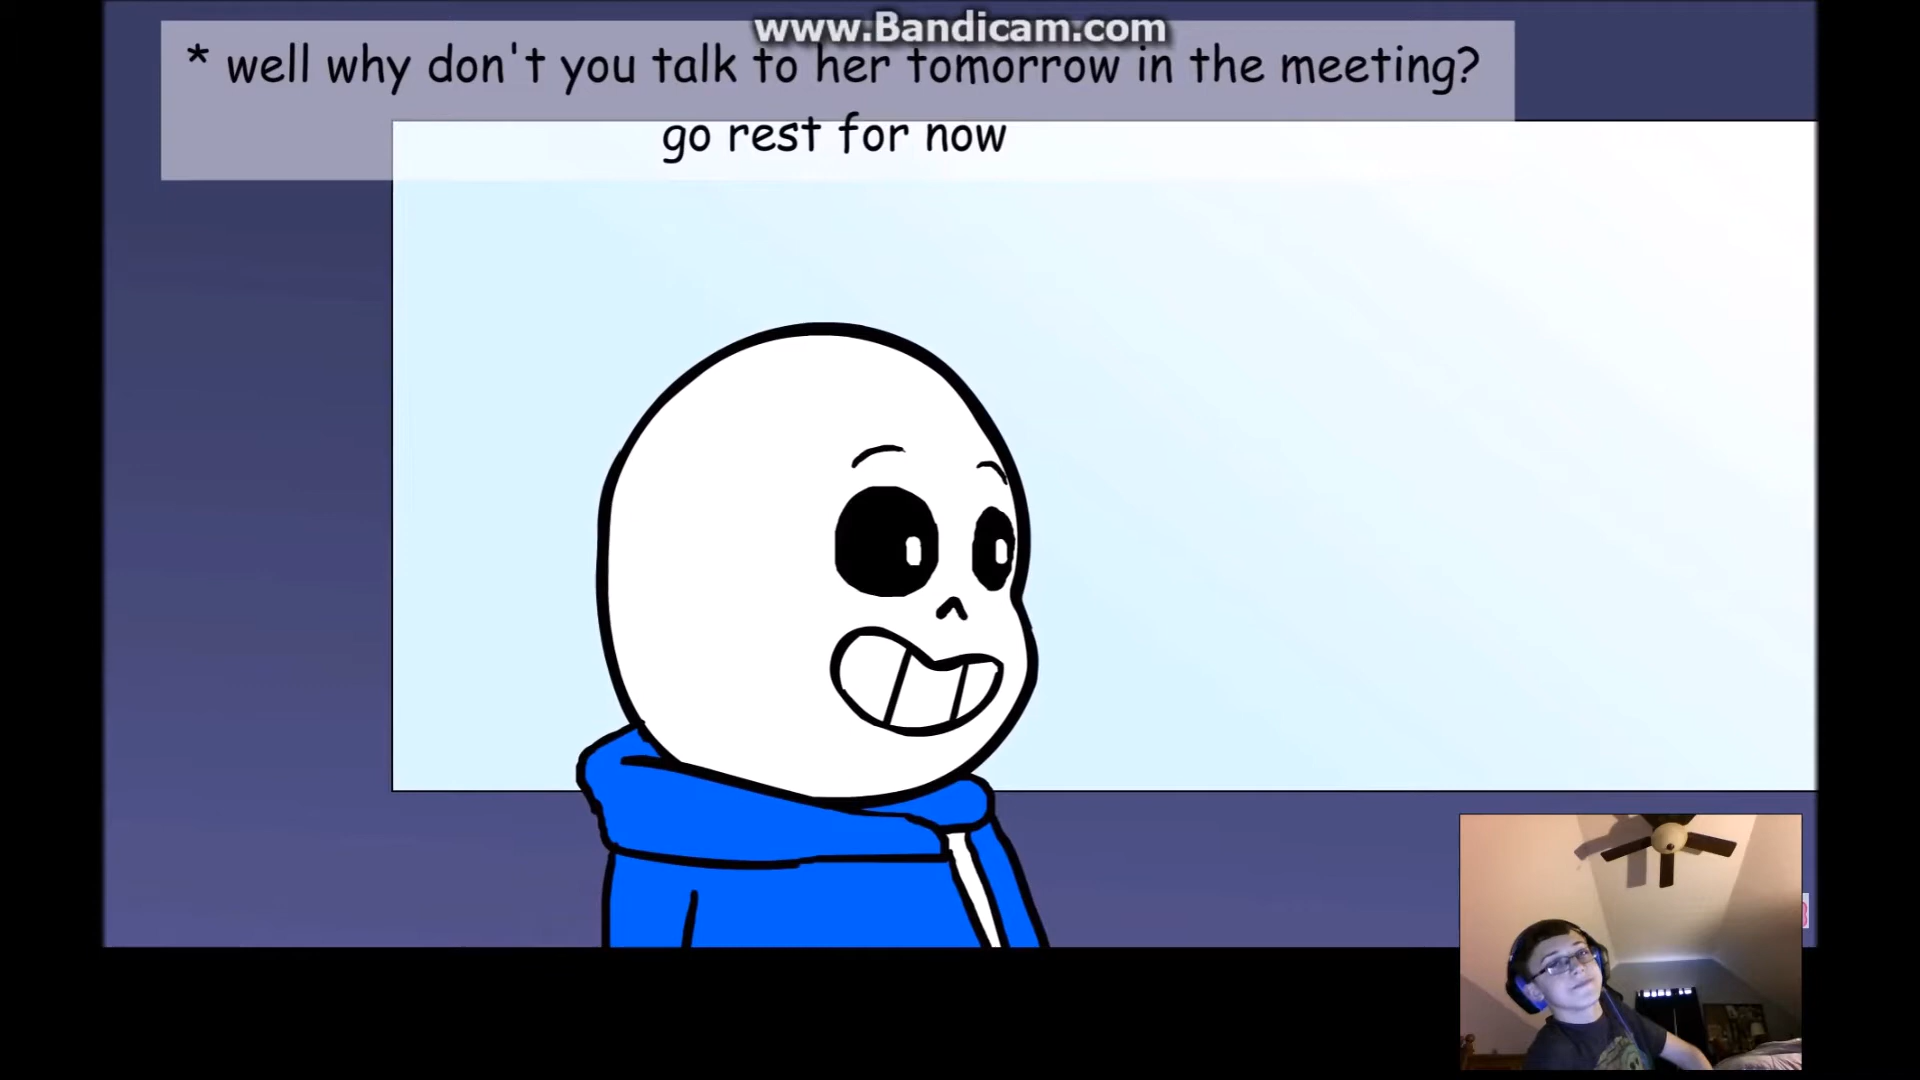 www.Bandicam.com
* well why don't you talk to her tomorrow in the meeting?
go rest for now